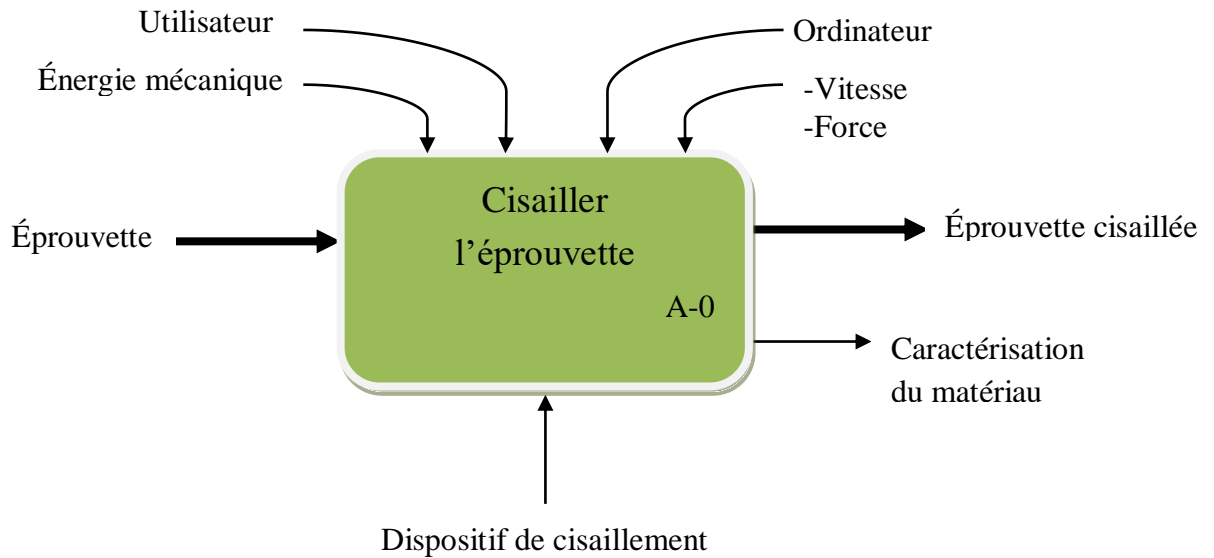 Utilisateur
Ordinateur
Énergie mécanique
-Vitesse
-Force
Cisailler
l’éprouvette
Éprouvette
Éprouvette cisaillée
A-0
Caractérisation
du matériau
Dispositif de cisaillement